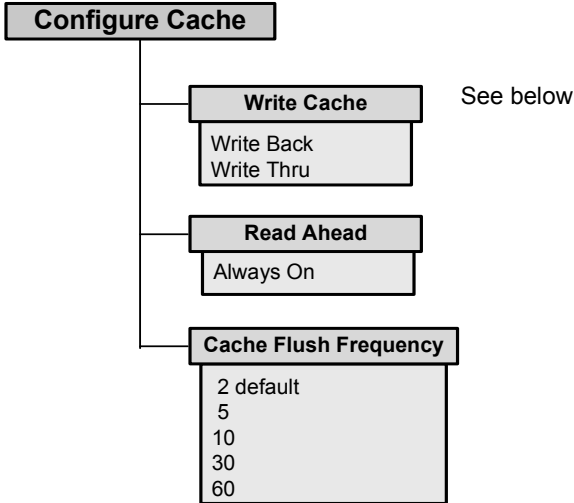 Configure Cache
Write Cache
See below
Write Back
Write Thru
Read Ahead
Always On
Cache Flush Frequency
2 default
5
10
30
60